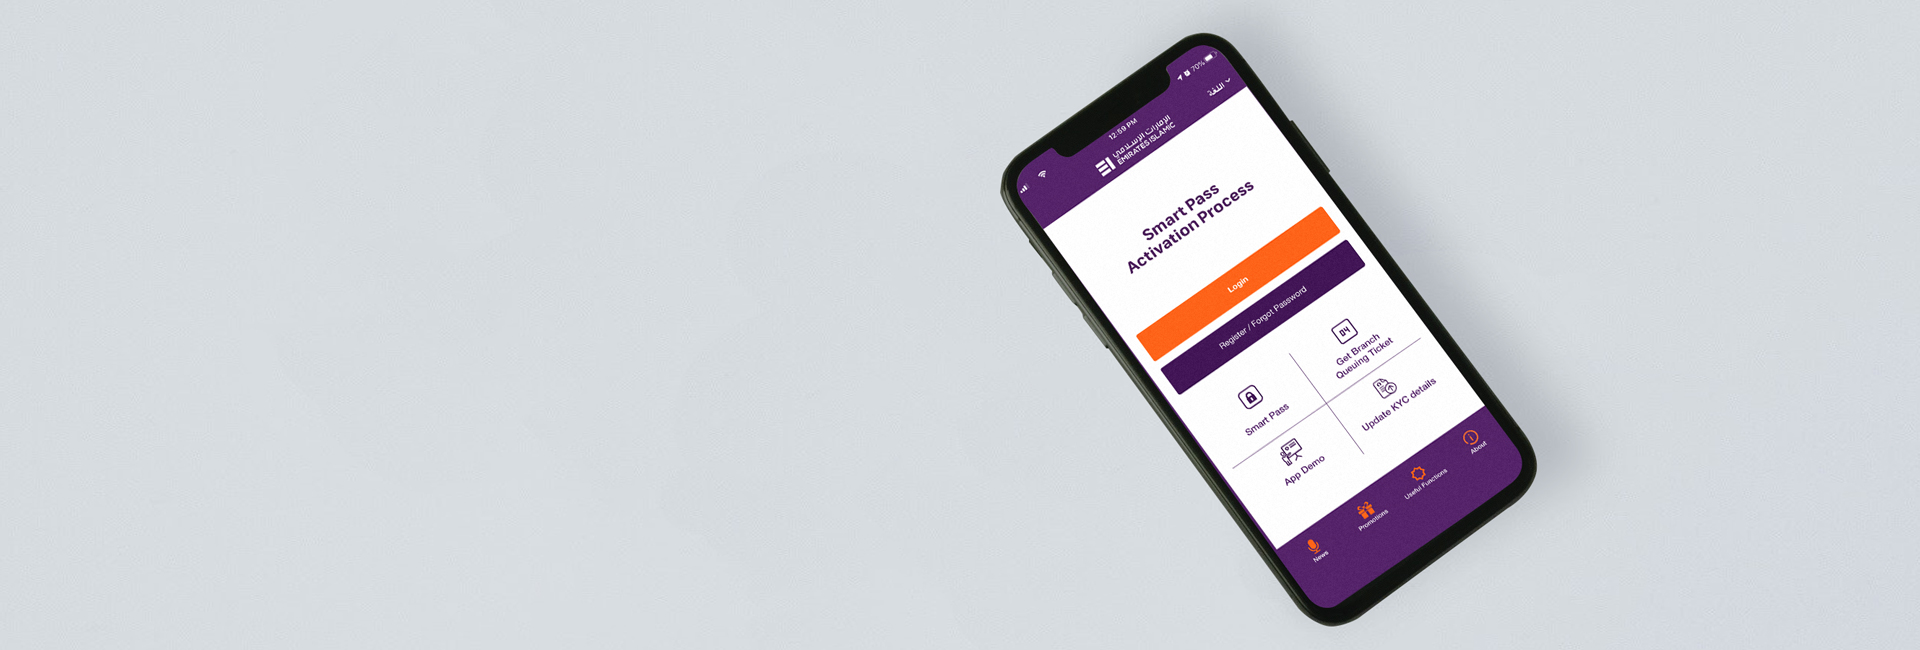 70%
12:59 PM
اللغة
الإمارات الإسلامي
EMIRATES ISLAMIC
Smart Pass
Activation Process
Login
Register / Forgot Password
Smart Pass
04
Get Branch
Queuing Ticket
App Demo
Update KYC details
News
Promotions
Useful Functions
About